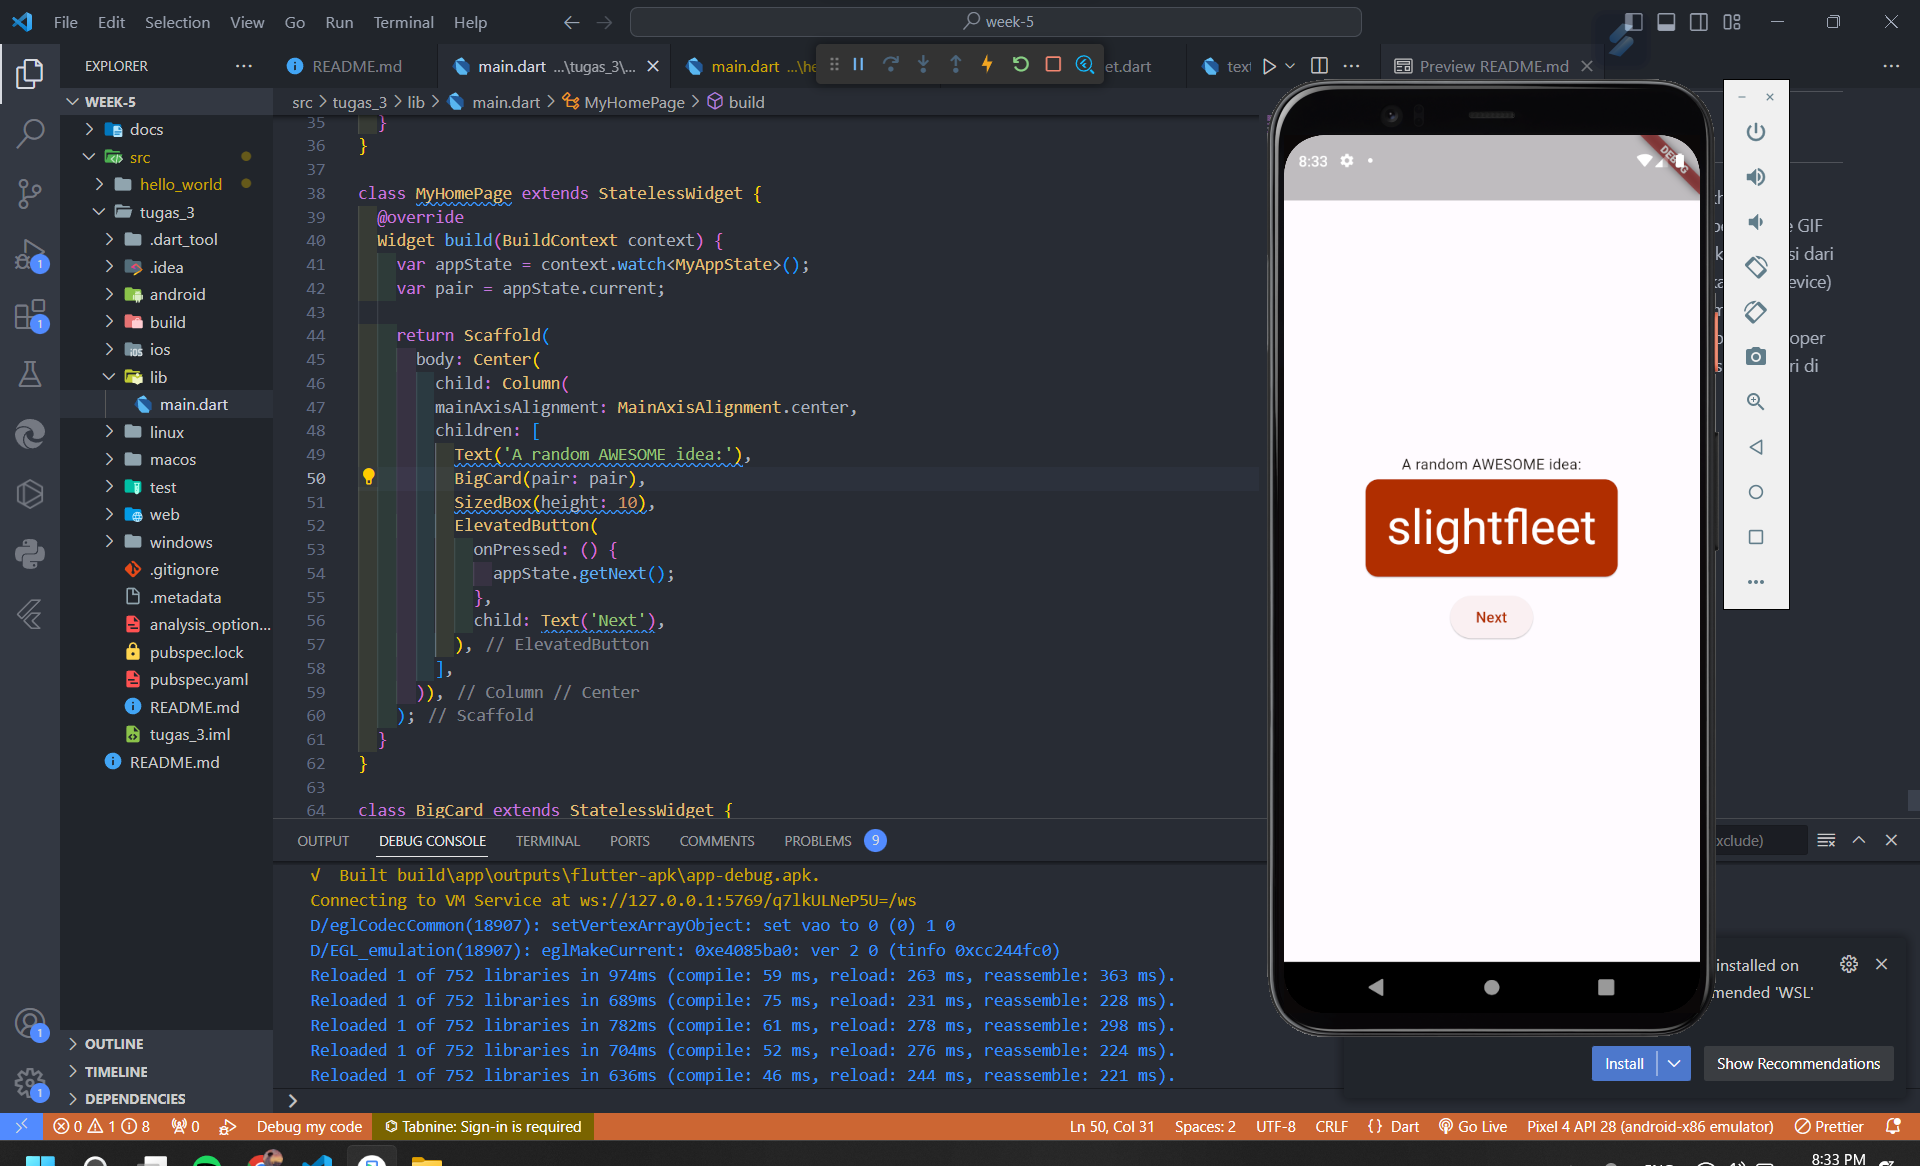 File Edit Selection View Go Run Terminal Help
week-5
EXPLORER
README.md
main.dart ...\tugas_3\...
main.dart ...\he
et.dart
text
Preview README.md
WEEK-5
docs
src
hello_world
tugas_3
.dart_tool
.idea
android
build
ios
lib
main.dart
linux
macos
test
web
windows
.gitignore
.metadata
analysis_option...
pubspec.lock
pubspec.yaml
README.md
tugas_3.iml
README.md
OUTLINE
TIMELINE
DEPENDENCIES
src > tugas_3 > lib > main.dart > MyHomePage > build
35 }
36 }
37
38 class MyHomePage extends StatelessWidget {
39 @override
40 Widget build(BuildContext context) {
41 var appState = context.watch<MyAppState>();
42 var pair = appState.current;
43
44 return Scaffold(
45 body: Center(
46 child: Column(
47 mainAxisAlignment: MainAxisAlignment.center,
48 children: [
49 Text('A random AWESOME idea:'),
50 BigCard(pair: pair),
51 SizedBox(height: 10),
52 ElevatedButton(
53 onPressed: () {
54 appState.getNext();
55 },
56 child: Text('Next'),
57 ), // ElevatedButton
58 ],
59 )), // Column // Center
60 ); // Scaffold
61 }
62 }
63
64 class BigCard extends StatelessWidget {
8:33
DEBUG
A random AWESOME idea:
slightfleet
Next
GIF
si dari
evice)
oper
ri di
OUTPUT DEBUG CONSOLE TERMINAL PORTS COMMENTS PROBLEMS 9
xclude)
√ Built build\app\outputs\flutter-apk\app-debug.apk.
Connecting to VM Service at ws://127.0.0.1:5769/q7lkULNeP5U=/ws
D/eglCodecCommon(18907): setVertexArrayObject: set vao to 0 (0) 1 0
D/EGL_emulation(18907): eglMakeCurrent: 0xe4085ba0: ver 2 0 (tinfo 0xcc244fc0)
Reloaded 1 of 752 libraries in 974ms (compile: 59 ms, reload: 263 ms, reassemble: 363 ms).
Reloaded 1 of 752 libraries in 689ms (compile: 75 ms, reload: 231 ms, reassemble: 228 ms).
Reloaded 1 of 752 libraries in 782ms (compile: 61 ms, reload: 278 ms, reassemble: 298 ms).
Reloaded 1 of 752 libraries in 704ms (compile: 52 ms, reload: 276 ms, reassemble: 224 ms).
Reloaded 1 of 752 libraries in 636ms (compile: 46 ms, reload: 244 ms, reassemble: 221 ms).
installed on
mended 'WSL'
Install
Show Recommendations
0 1 8 0 Debug my code Tabnine: Sign-in is required
Ln 50, Col 31 Spaces: 2 UTF-8 CRLF {} Dart Go Live Pixel 4 API 28 (android-x86 emulator) Prettier
8:33 PM